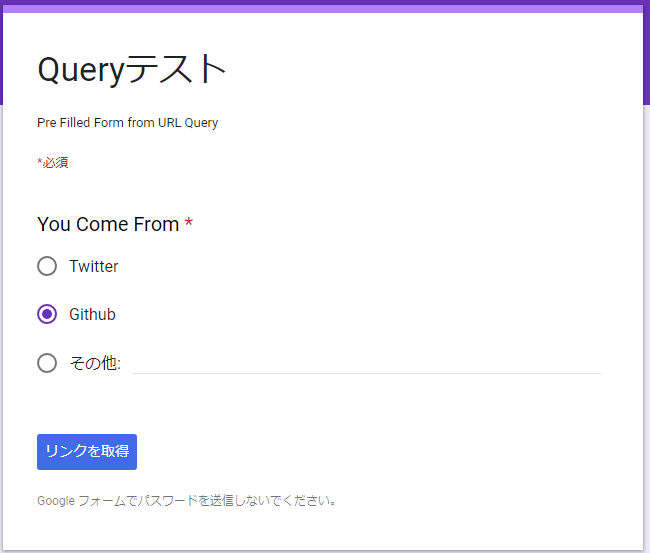 Queryテスト
Pre Filled Form from URL Query
*必須
You Come From *
Twitter
Github
その他:
リンクを取得
Google フォームでパスワードを送信しないでください。